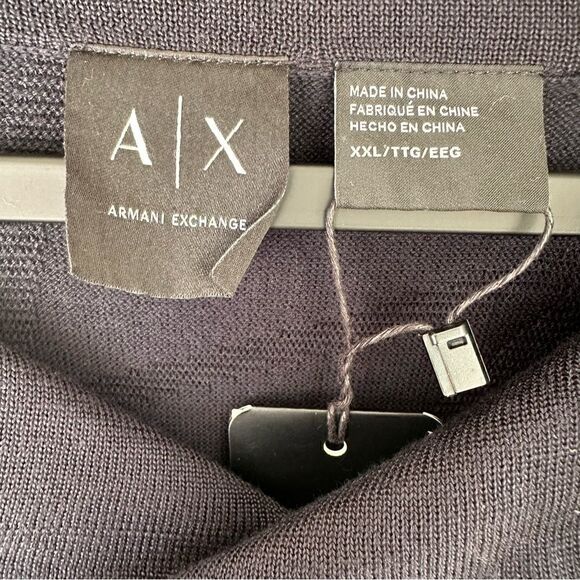 A|X
ARMANI EXCHANGE
MADE IN CHINA
FABRIQUÉ EN CHINE
HECHO EN CHINA
XXL/TTG/EEG